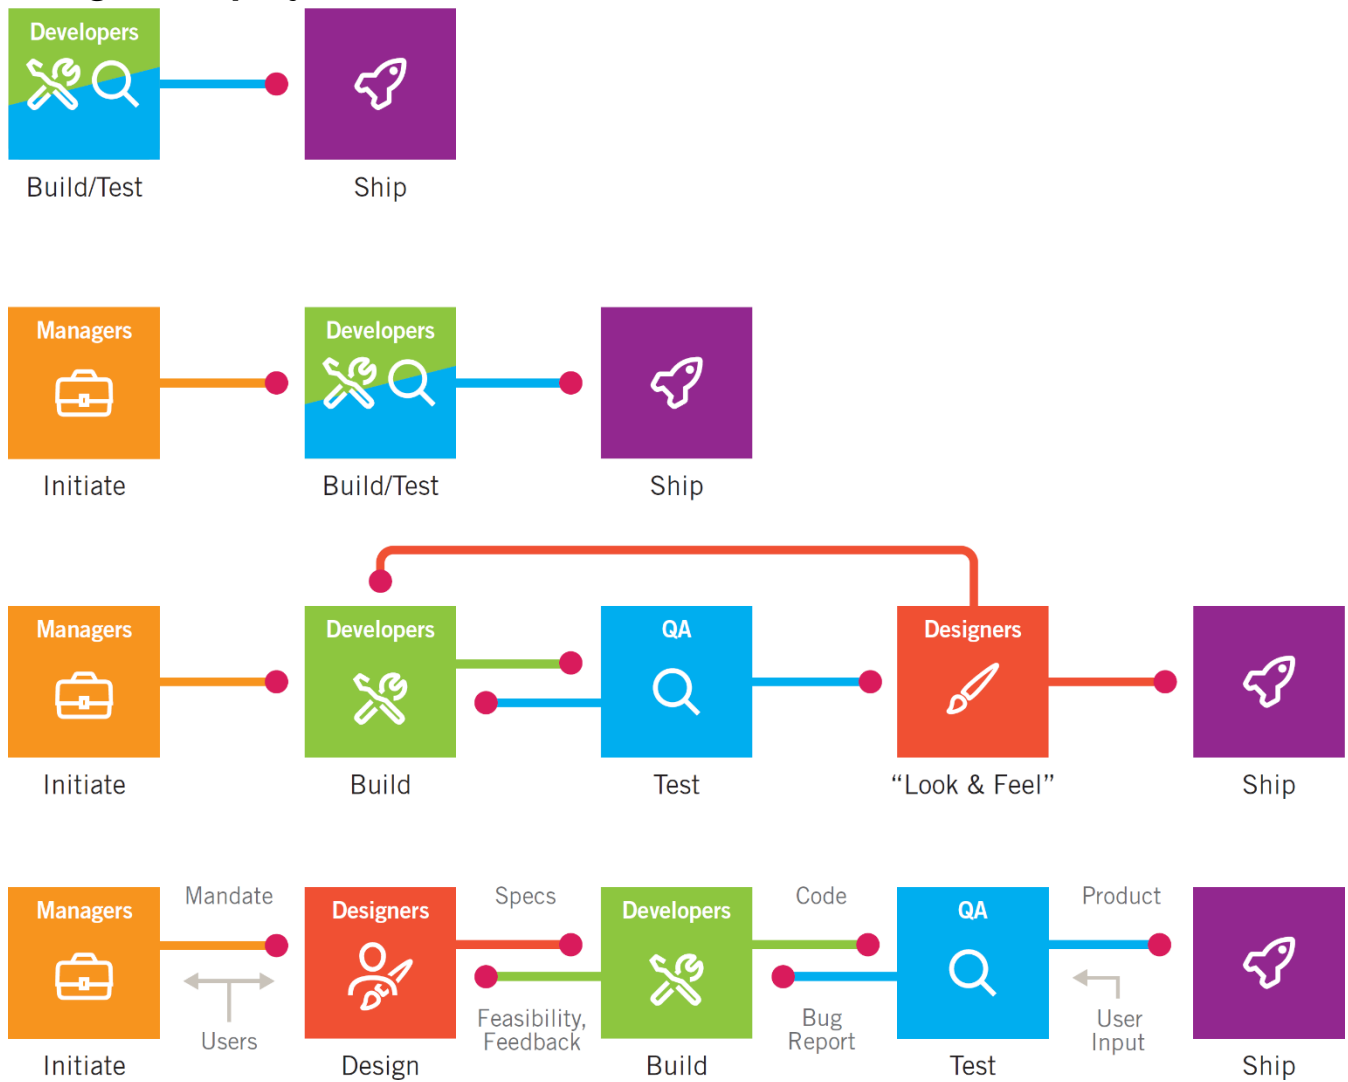 Developers
Build/Test
Ship
Managers
Developers
Initiate
Build/Test
Ship
Managers
Developers
QA
Designers
Initiate
Build
Test
“Look & Feel”
Ship
Managers
Mandate
Designers
Specs
Developers
Code
QA
Product
Users
Feasibility,
Feedback
Bug
Report
User
Input
Initiate
Design
Build
Test
Ship